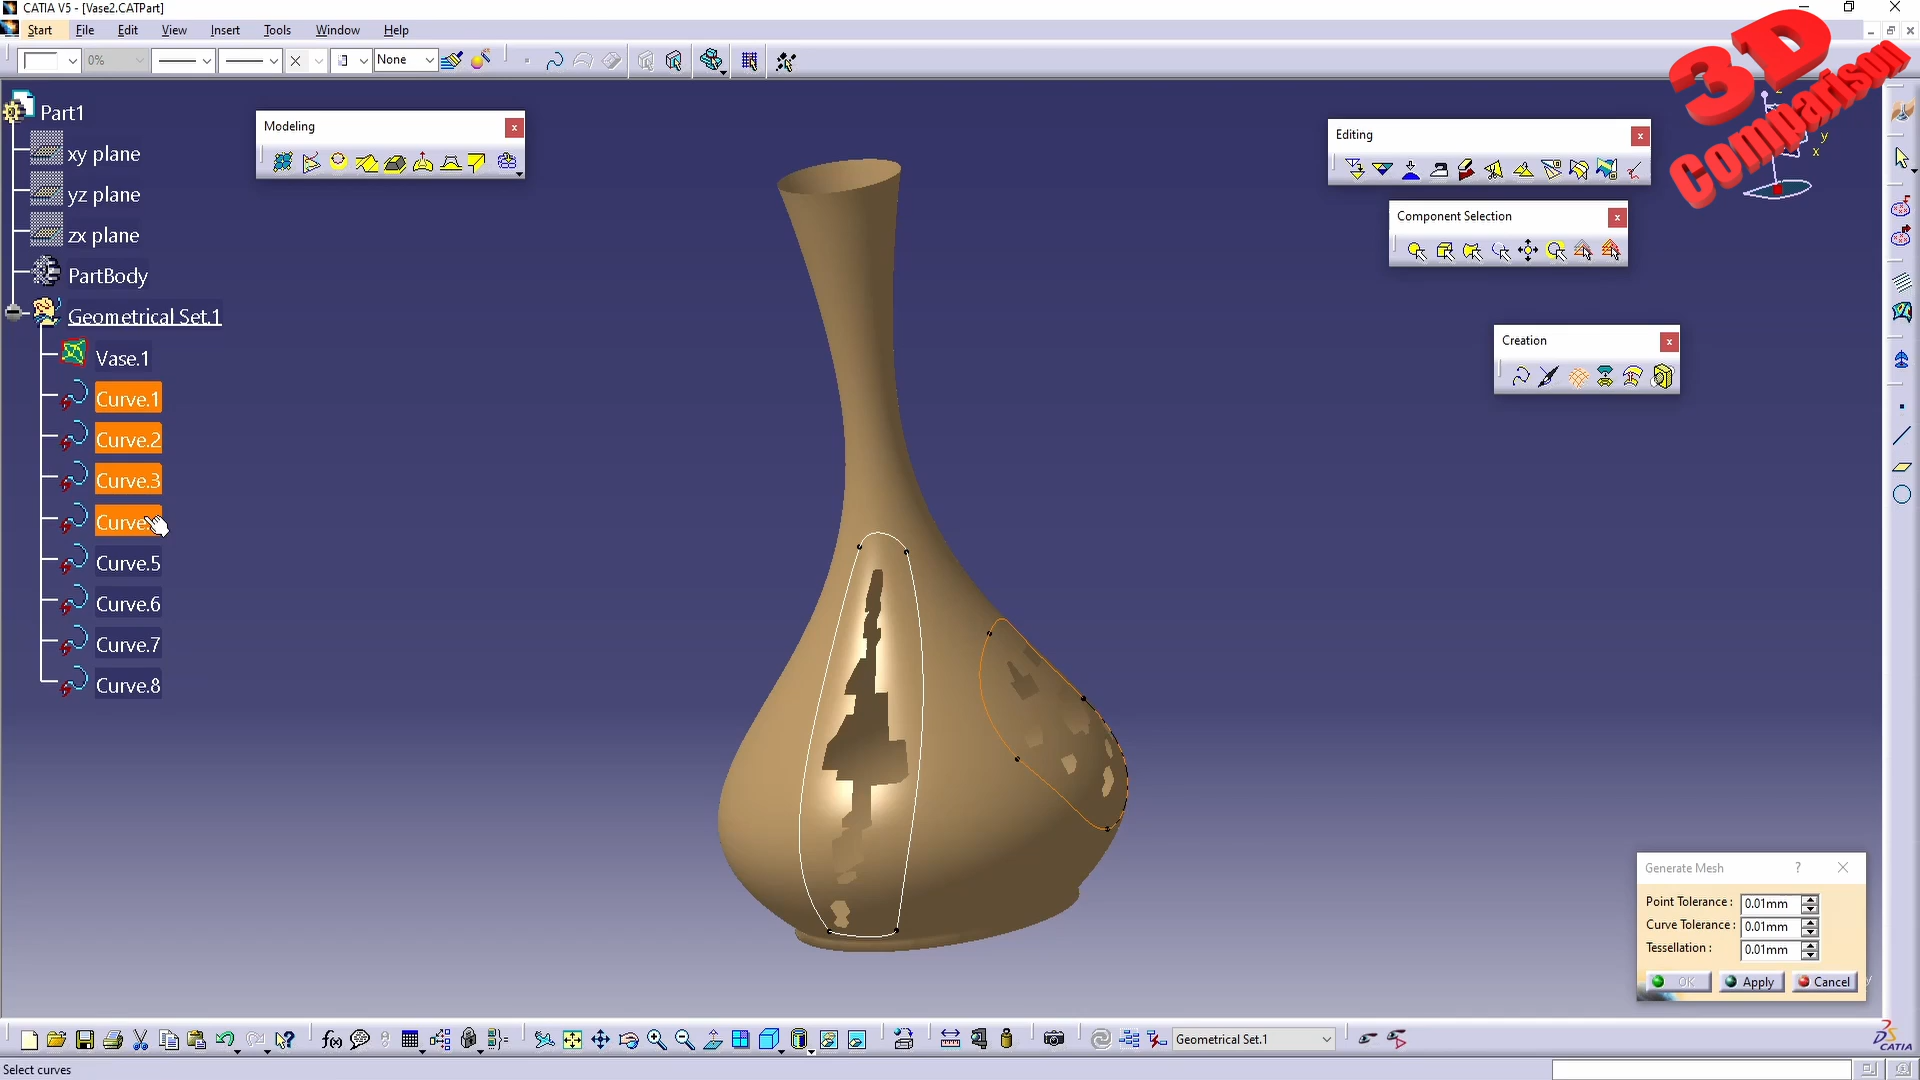 CATIA V5 - [Vase2.CATPart]
Start File Edit View Insert Tools Window Help
0% None
3D Comparison
Part1
xy plane
yz plane
zx plane
PartBody
Geometrical Set.1
Vase.1
Curve.1
Curve.2
Curve.3
Curve.
Curve.5
Curve.6
Curve.7
Curve.8
Modeling
Editing
Component Selection
Creation
z
y
x
Generate Mesh ?
Point Tolerance : 0.01mm
Curve Tolerance : 0.01mm
Tessellation : 0.01mm
OK Apply Cancel
f(x)
Geometrical Set.1
CATIA
Select curves